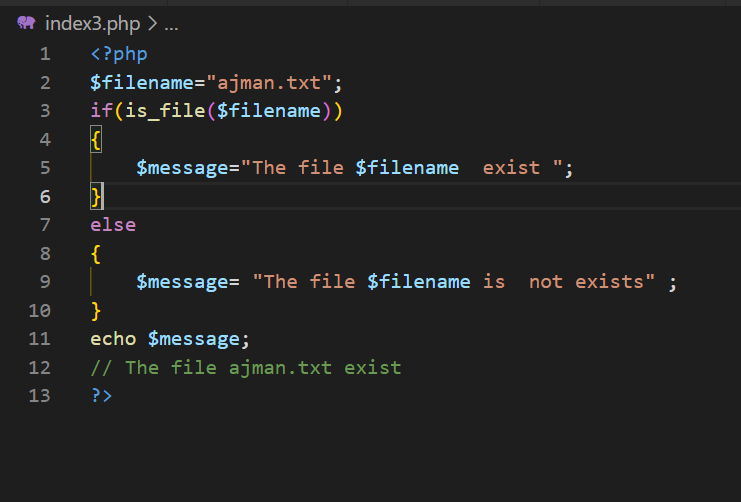 index3.php > ...
1 <?php
2 $filename="ajman.txt";
3 if(is_file($filename))
4 {
5     $message="The file $filename  exist ";
6 }
7 else
8 {
9     $message= "The file $filename is  not exists" ;
10 }
11 echo $message;
12 // The file ajman.txt exist
13 ?>